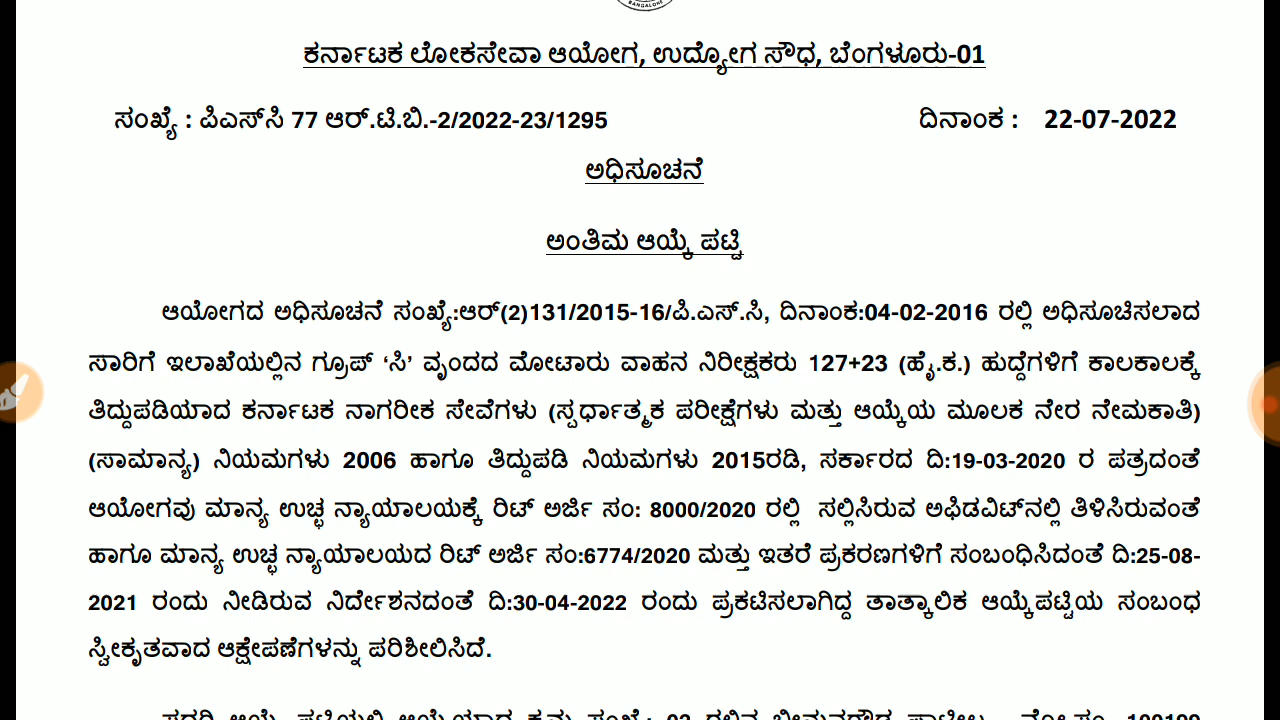 BANGALORE
ಕರ್ನಾಟಕ ಲೋಕಸೇವಾ ಆಯೋಗ, ಉದ್ಯೋಗ ಸೌಧ, ಬೆಂಗಳೂರು-01
ಸಂಖ್ಯೆ : ಪಿಎಸ್‌ಸಿ 77 ಆರ್.ಟಿ.ಬಿ.-2/2022-23/1295 ದಿನಾಂಕ : 22-07-2022
ಅಧಿಸೂಚನೆ
ಅಂತಿಮ ಆಯ್ಕೆ ಪಟ್ಟಿ
ಆಯೋಗದ ಅಧಿಸೂಚನೆ ಸಂಖ್ಯೆ:ಆರ್(2)131/2015-16/ಪಿ.ಎಸ್.ಸಿ, ದಿನಾಂಕ:04-02-2016 ರಲ್ಲಿ ಅಧಿಸೂಚಿಸಲಾದ
ಸಾರಿಗೆ ಇಲಾಖೆಯಲ್ಲಿನ ಗ್ರೂಪ್ ‘ಸಿ’ ವೃಂದದ ಮೋಟಾರು ವಾಹನ ನಿರೀಕ್ಷಕರು 127+23 (ಹೈ.ಕ.) ಹುದ್ದೆಗಳಿಗೆ ಕಾಲಕಾಲಕ್ಕೆ
ತಿದ್ದುಪಡಿಯಾದ ಕರ್ನಾಟಕ ನಾಗರೀಕ ಸೇವೆಗಳು (ಸ್ಪರ್ಧಾತ್ಮಕ ಪರೀಕ್ಷೆಗಳು ಮತ್ತು ಆಯ್ಕೆಯ ಮೂಲಕ ನೇರ ನೇಮಕಾತಿ)
(ಸಾಮಾನ್ಯ) ನಿಯಮಗಳು 2006 ಹಾಗೂ ತಿದ್ದುಪಡಿ ನಿಯಮಗಳು 2015ರಡಿ, ಸರ್ಕಾರದ ದಿ:19-03-2020 ರ ಪತ್ರದಂತೆ
ಆಯೋಗವು ಮಾನ್ಯ ಉಚ್ಛ ನ್ಯಾಯಾಲಯಕ್ಕೆ ರಿಟ್ ಅರ್ಜಿ ಸಂ: 8000/2020 ರಲ್ಲಿ ಸಲ್ಲಿಸಿರುವ ಅಫಿಡವಿಟ್‌ನಲ್ಲಿ ತಿಳಿಸಿರುವಂತೆ
ಹಾಗೂ ಮಾನ್ಯ ಉಚ್ಛ ನ್ಯಾಯಾಲಯದ ರಿಟ್ ಅರ್ಜಿ ಸಂ:6774/2020 ಮತ್ತು ಇತರೆ ಪ್ರಕರಣಗಳಿಗೆ ಸಂಬಂಧಿಸಿದಂತೆ ದಿ:25-08-
2021 ರಂದು ನೀಡಿರುವ ನಿರ್ದೇಶನದಂತೆ ದಿ:30-04-2022 ರಂದು ಪ್ರಕಟಿಸಲಾಗಿದ್ದ ತಾತ್ಕಾಲಿಕ ಆಯ್ಕೆಪಟ್ಟಿಯ ಸಂಬಂಧ
ಸ್ವೀಕೃತವಾದ ಆಕ್ಷೇಪಣೆಗಳನ್ನು ಪರಿಶೀಲಿಸಿದೆ.